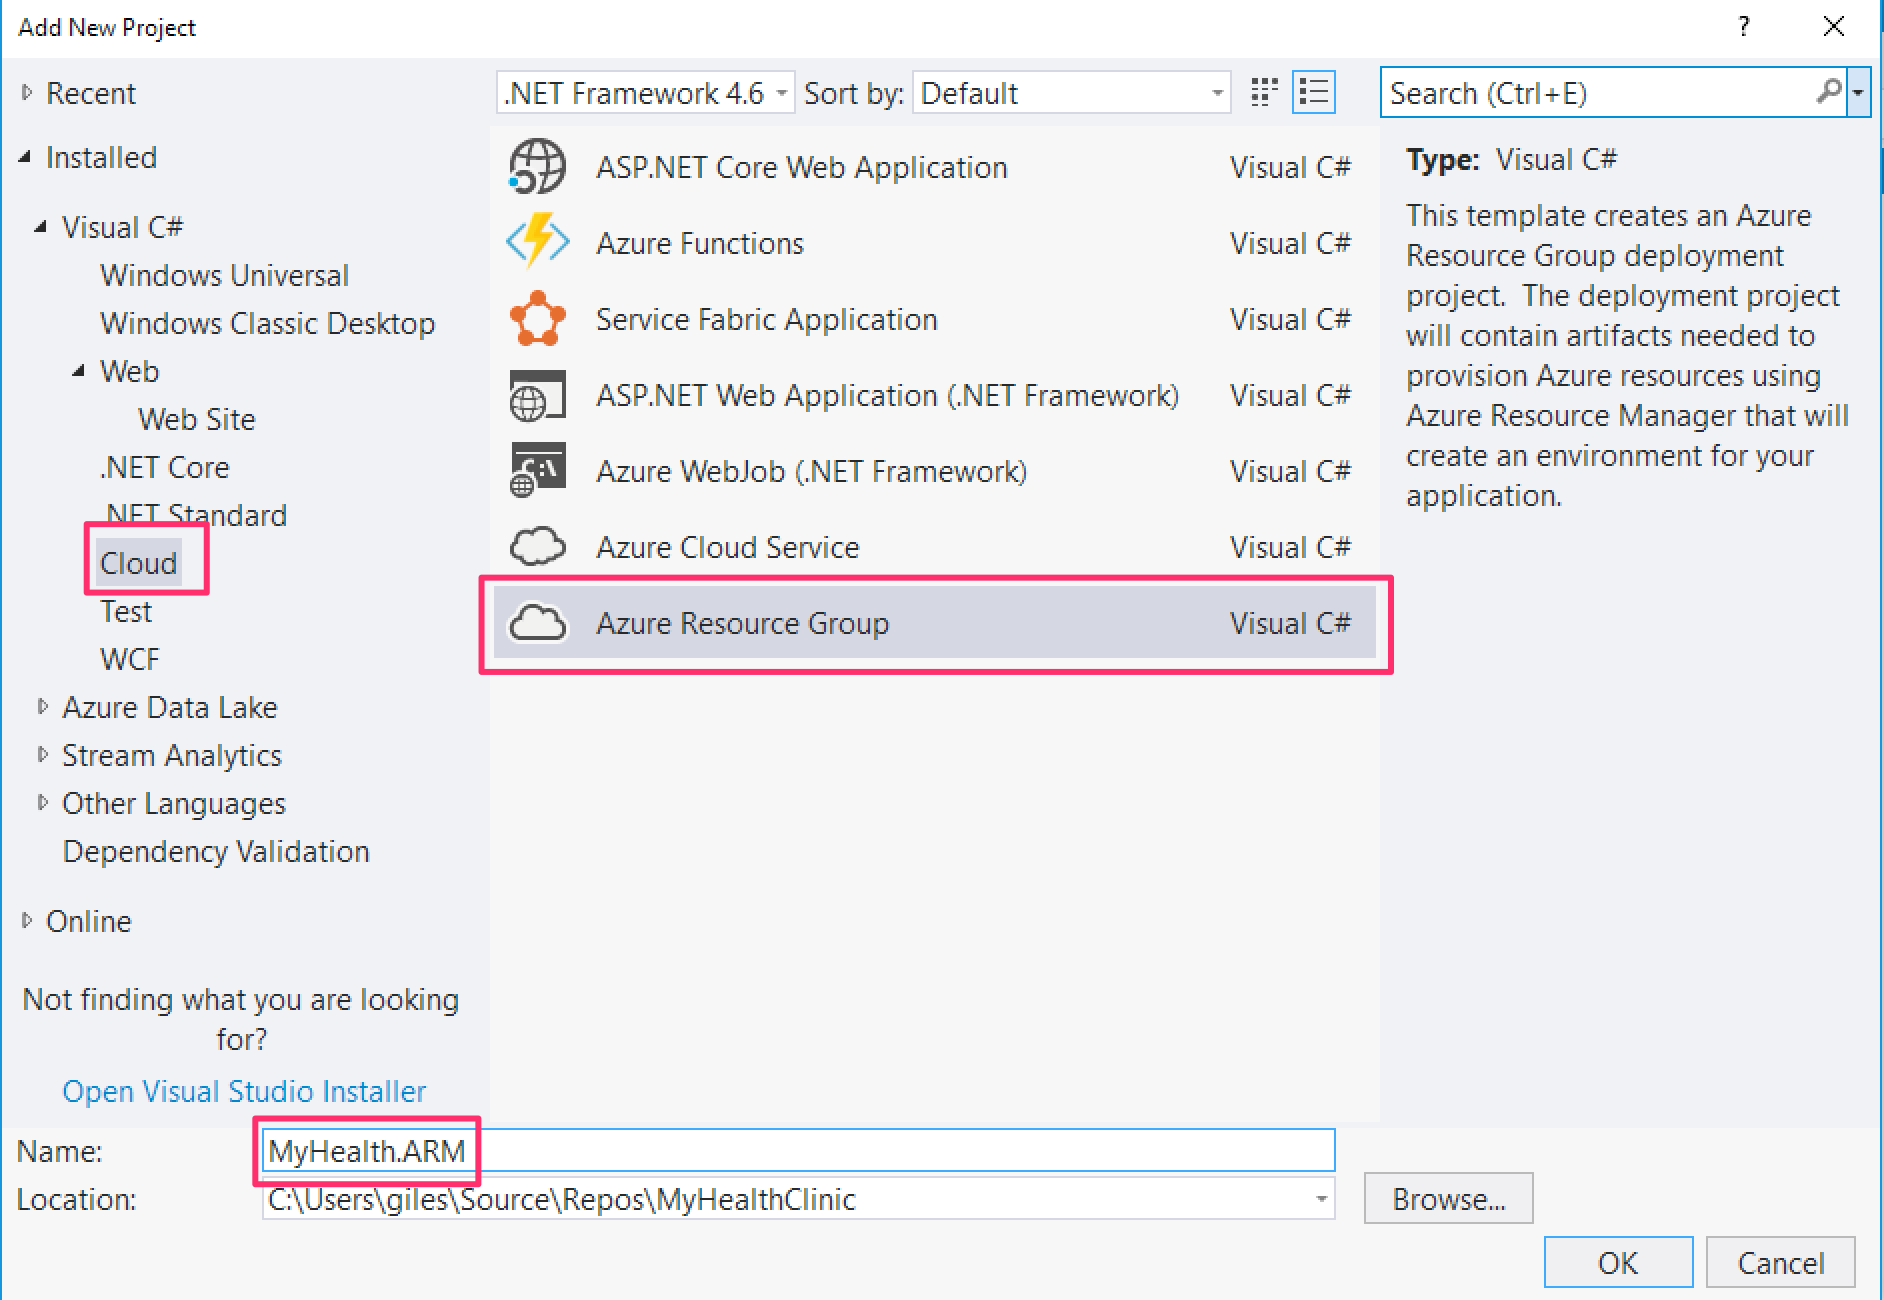 Add New Project
?
Recent
.NET Framework 4.6
Sort by:
Default
Search (Ctrl+E)
Installed
Visual C#
Windows Universal
Windows Classic Desktop
Web
Web Site
.NET Core
.NET Standard
Cloud
Test
WCF
Azure Data Lake
Stream Analytics
Other Languages
Dependency Validation
Online
Not finding what you are looking
for?
Open Visual Studio Installer
ASP.NET Core Web Application Visual C#
Azure Functions Visual C#
Service Fabric Application Visual C#
ASP.NET Web Application (.NET Framework) Visual C#
Azure WebJob (.NET Framework) Visual C#
Azure Cloud Service Visual C#
Azure Resource Group Visual C#
Type: Visual C#
This template creates an Azure
Resource Group deployment
project. The deployment project
will contain artifacts needed to
provision Azure resources using
Azure Resource Manager that will
create an environment for your
application.
Name: MyHealth.ARM
Location: C:\Users\giles\Source\Repos\MyHealthClinic
Browse...
OK
Cancel